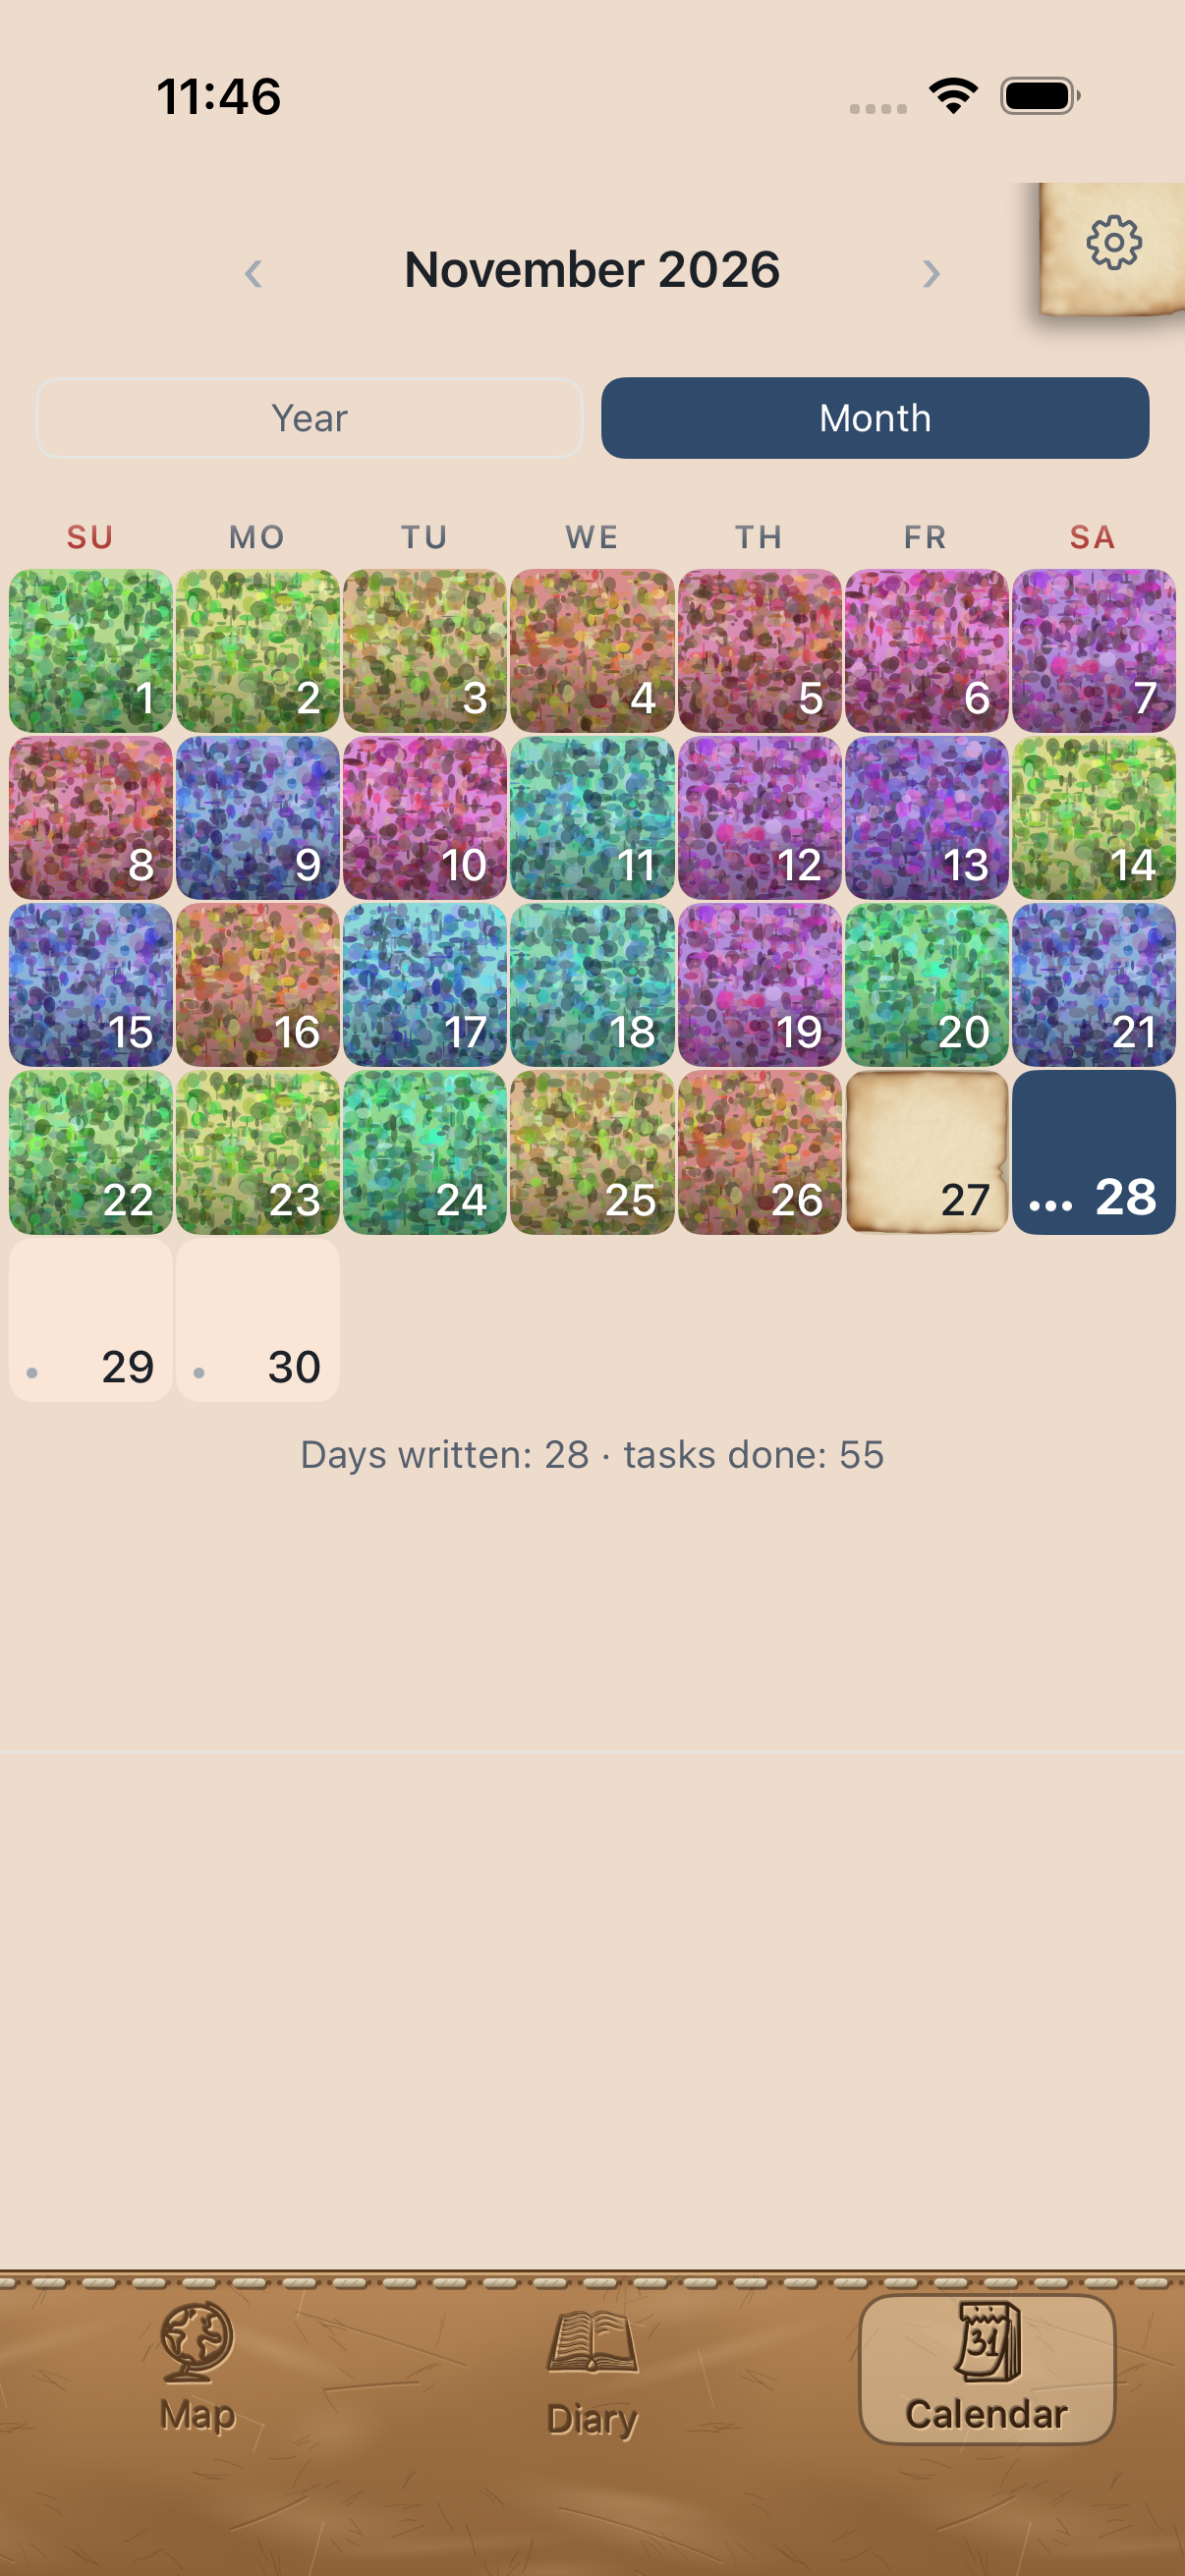 11:46
‹ November 2026 ›
Year Month
SU MO TU WE TH FR SA
1 2 3 4 5 6 7
8 9 10 11 12 13 14
15 16 17 18 19 20 21
22 23 24 25 26 27 ... 28
29 30
Days written: 28 · tasks done: 55
31
Map Diary Calendar